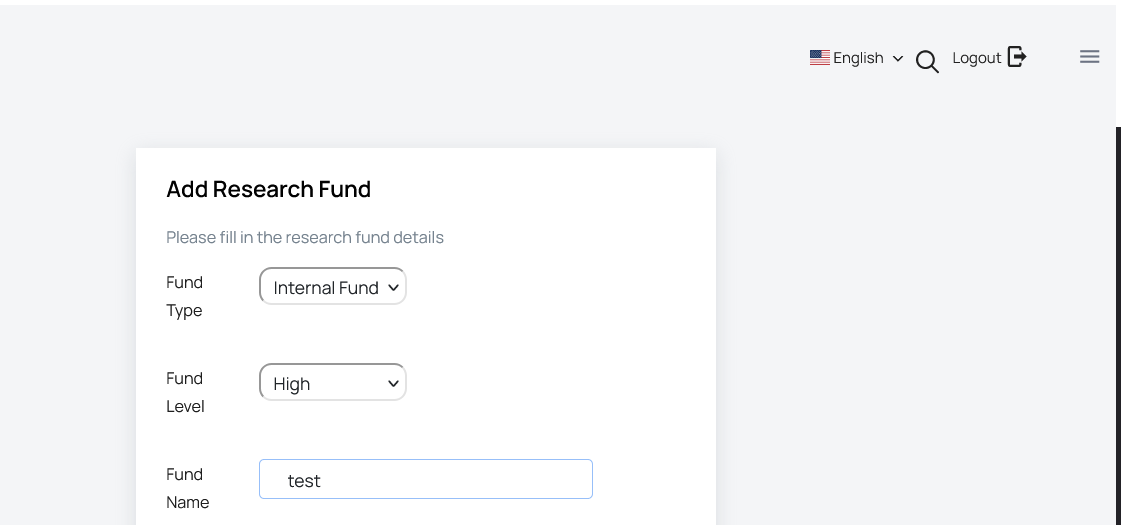 English Logout
Add Research Fund
Please fill in the research fund details
Fund
Type
Internal Fund
Fund
Level
High
Fund
Name
test